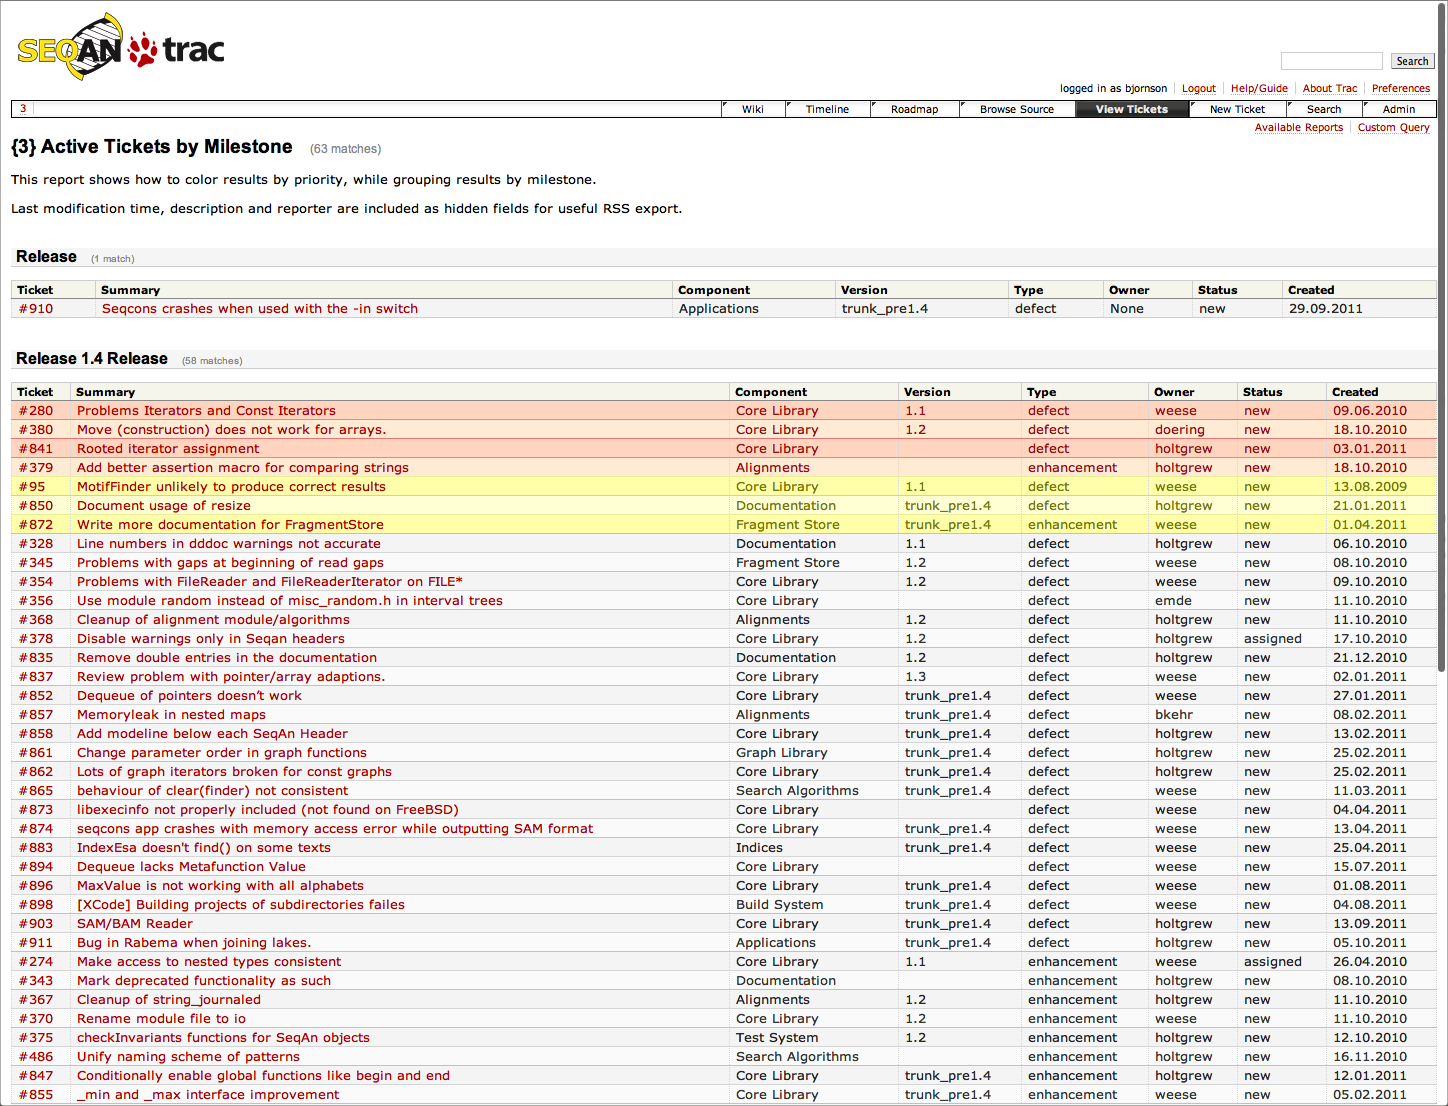 SEQAN trac
Search
logged in as bjornson Logout Help/Guide About Trac Preferences
3 Wiki Timeline Roadmap Browse Source View Tickets New Ticket Search Admin
Available Reports Custom Query
{3} Active Tickets by Milestone (63 matches)
This report shows how to color results by priority, while grouping results by milestone.
Last modification time, description and reporter are included as hidden fields for useful RSS export.
Release (1 match)
Ticket Summary Component Version Type Owner Status Created
#910 Seqcons crashes when used with the -in switch Applications trunk_pre1.4 defect None new 29.09.2011
Release 1.4 Release (58 matches)
Ticket Summary Component Version Type Owner Status Created
#280 Problems Iterators and Const Iterators Core Library 1.1 defect weese new 09.06.2010
#380 Move (construction) does not work for arrays. Core Library 1.2 defect doering new 18.10.2010
#841 Rooted iterator assignment Core Library defect holtgrew new 03.01.2011
#379 Add better assertion macro for comparing strings Alignments enhancement holtgrew new 18.10.2010
#95 MotifFinder unlikely to produce correct results Core Library 1.1 defect weese new 13.08.2009
#850 Document usage of resize Documentation trunk_pre1.4 defect holtgrew new 21.01.2011
#872 Write more documentation for FragmentStore Fragment Store trunk_pre1.4 enhancement weese new 01.04.2011
#328 Line numbers in dddoc warnings not accurate Documentation 1.1 defect holtgrew new 06.10.2010
#345 Problems with gaps at beginning of read gaps Fragment Store 1.2 defect weese new 08.10.2010
#354 Problems with FileReader and FileReaderIterator on FILE* Core Library 1.2 defect weese new 09.10.2010
#356 Use module random instead of misc_random.h in interval trees Core Library defect emde new 11.10.2010
#368 Cleanup of alignment module/algorithms Alignments 1.2 defect holtgrew new 11.10.2010
#378 Disable warnings only in Seqan headers Core Library 1.2 defect holtgrew assigned 17.10.2010
#835 Remove double entries in the documentation Documentation 1.2 defect holtgrew new 21.12.2010
#837 Review problem with pointer/array adaptions. Core Library 1.3 defect weese new 02.01.2011
#852 Dequeue of pointers doesn't work Core Library trunk_pre1.4 defect weese new 27.01.2011
#857 Memoryleak in nested maps Alignments trunk_pre1.4 defect bkehr new 08.02.2011
#858 Add modeline below each SeqAn Header Core Library trunk_pre1.4 defect holtgrew new 13.02.2011
#861 Change parameter order in graph functions Graph Library trunk_pre1.4 defect holtgrew new 25.02.2011
#862 Lots of graph iterators broken for const graphs Core Library trunk_pre1.4 defect holtgrew new 25.02.2011
#865 behaviour of clear(finder) not consistent Search Algorithms trunk_pre1.4 defect weese new 11.03.2011
#873 libexecinfo not properly included (not found on FreeBSD) Core Library defect weese new 04.04.2011
#874 seqcons app crashes with memory access error while outputting SAM format Core Library trunk_pre1.4 defect weese new 13.04.2011
#883 IndexEsa doesn't find() on some texts Indices trunk_pre1.4 defect weese new 25.04.2011
#894 Dequeue lacks Metafunction Value Core Library defect weese new 15.07.2011
#896 MaxValue is not working with all alphabets Core Library trunk_pre1.4 defect weese new 01.08.2011
#898 [XCode] Building projects of subdirectories failes Build System trunk_pre1.4 defect weese new 04.08.2011
#903 SAM/BAM Reader Core Library trunk_pre1.4 defect holtgrew new 13.09.2011
#911 Bug in Rabema when joining lakes. Applications trunk_pre1.4 defect holtgrew new 05.10.2011
#274 Make access to nested types consistent Core Library 1.1 enhancement weese assigned 26.04.2010
#343 Mark deprecated functionality as such Documentation enhancement holtgrew new 08.10.2010
#367 Cleanup of string_journaled Alignments 1.2 enhancement holtgrew new 11.10.2010
#370 Rename module file to io Core Library 1.2 enhancement weese new 11.10.2010
#375 checkInvariants functions for SeqAn objects Test System 1.2 enhancement holtgrew new 12.10.2010
#486 Unify naming scheme of patterns Search Algorithms enhancement holtgrew new 16.11.2010
#847 Conditionally enable global functions like begin and end Core Library trunk_pre1.4 enhancement holtgrew new 12.01.2011
#855 _min and _max interface improvement Core Library trunk_pre1.4 enhancement weese new 05.02.2011